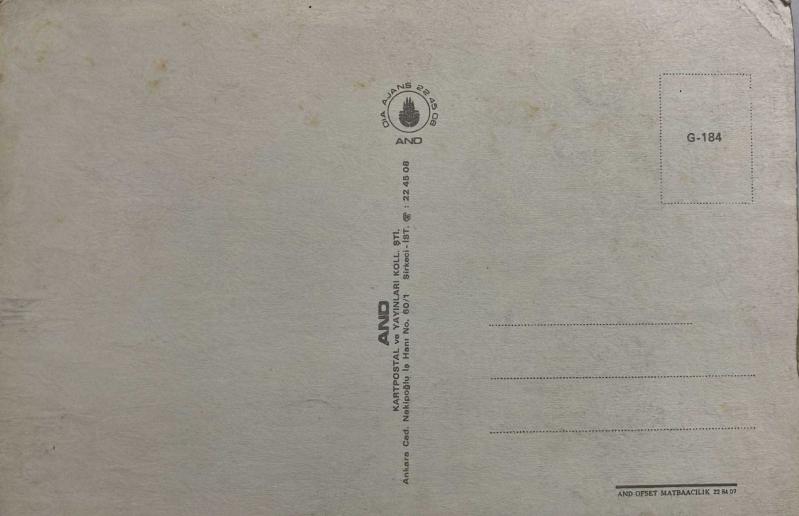 DIA AJANS 22 45 08
AND
G-184
AND
KARTPOSTAL ve YAYINLARI KOLL. ŞTİ.
Ankara Cad. Nakipoğlu İş Hanı No. 60/1 Sirkeci - İST. ☎ : 22 45 08
AND OFSET MATBAACILIK 22 84 07